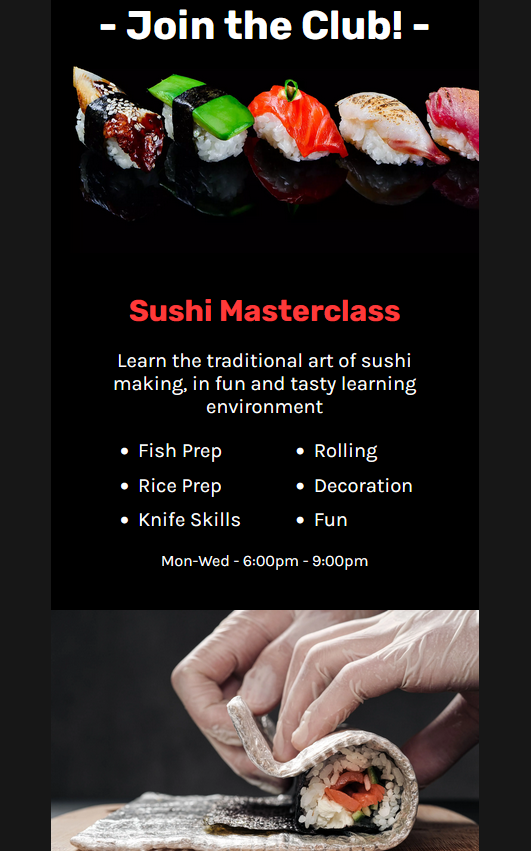 - Join the Club! -
Sushi Masterclass
Learn the traditional art of sushi
making, in fun and tasty learning
environment
• Fish Prep
• Rice Prep
• Knife Skills
• Rolling
• Decoration
• Fun
Mon-Wed - 6:00pm - 9:00pm